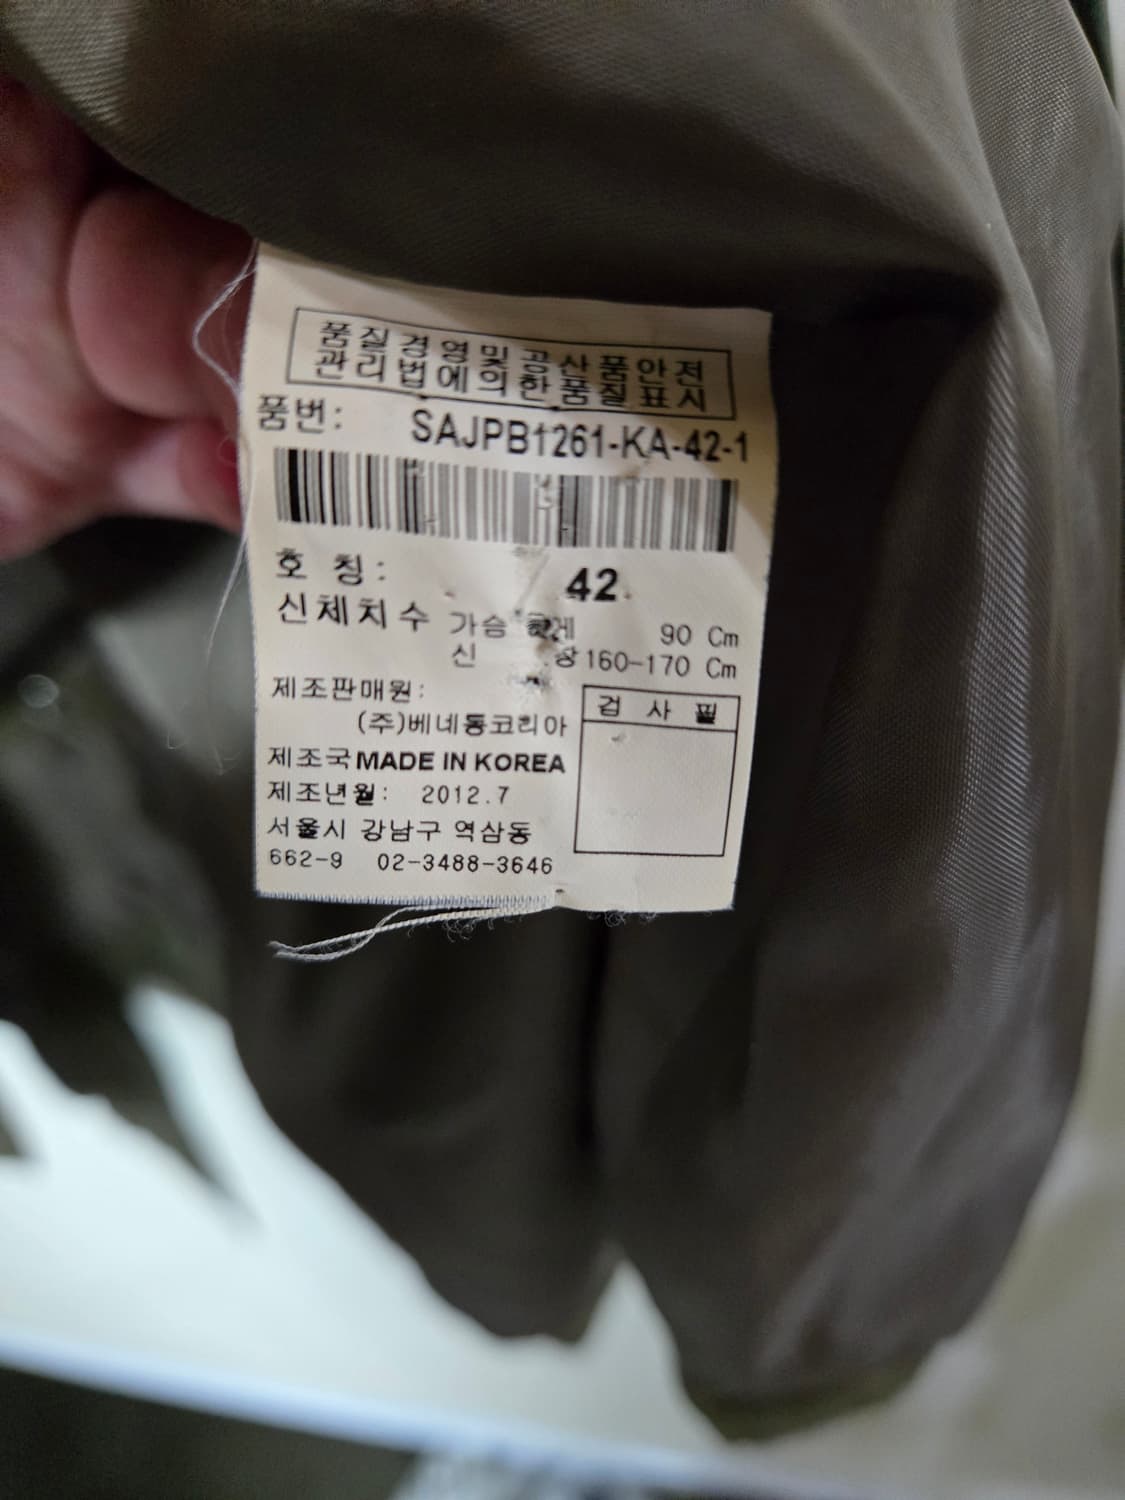 품질경영및공산품안전
관리법에의한품질표시
품번: SAJPB1261-KA-42-1
호 칭: 42
신체치수 가슴 90 Cm
신 장 160-170 Cm
제조판매원:
(주)베네통코리아
검 사 필
제조국 MADE IN KOREA
제조년월: 2012.7
서울시 강남구 역삼동
662-9 02-3488-3646